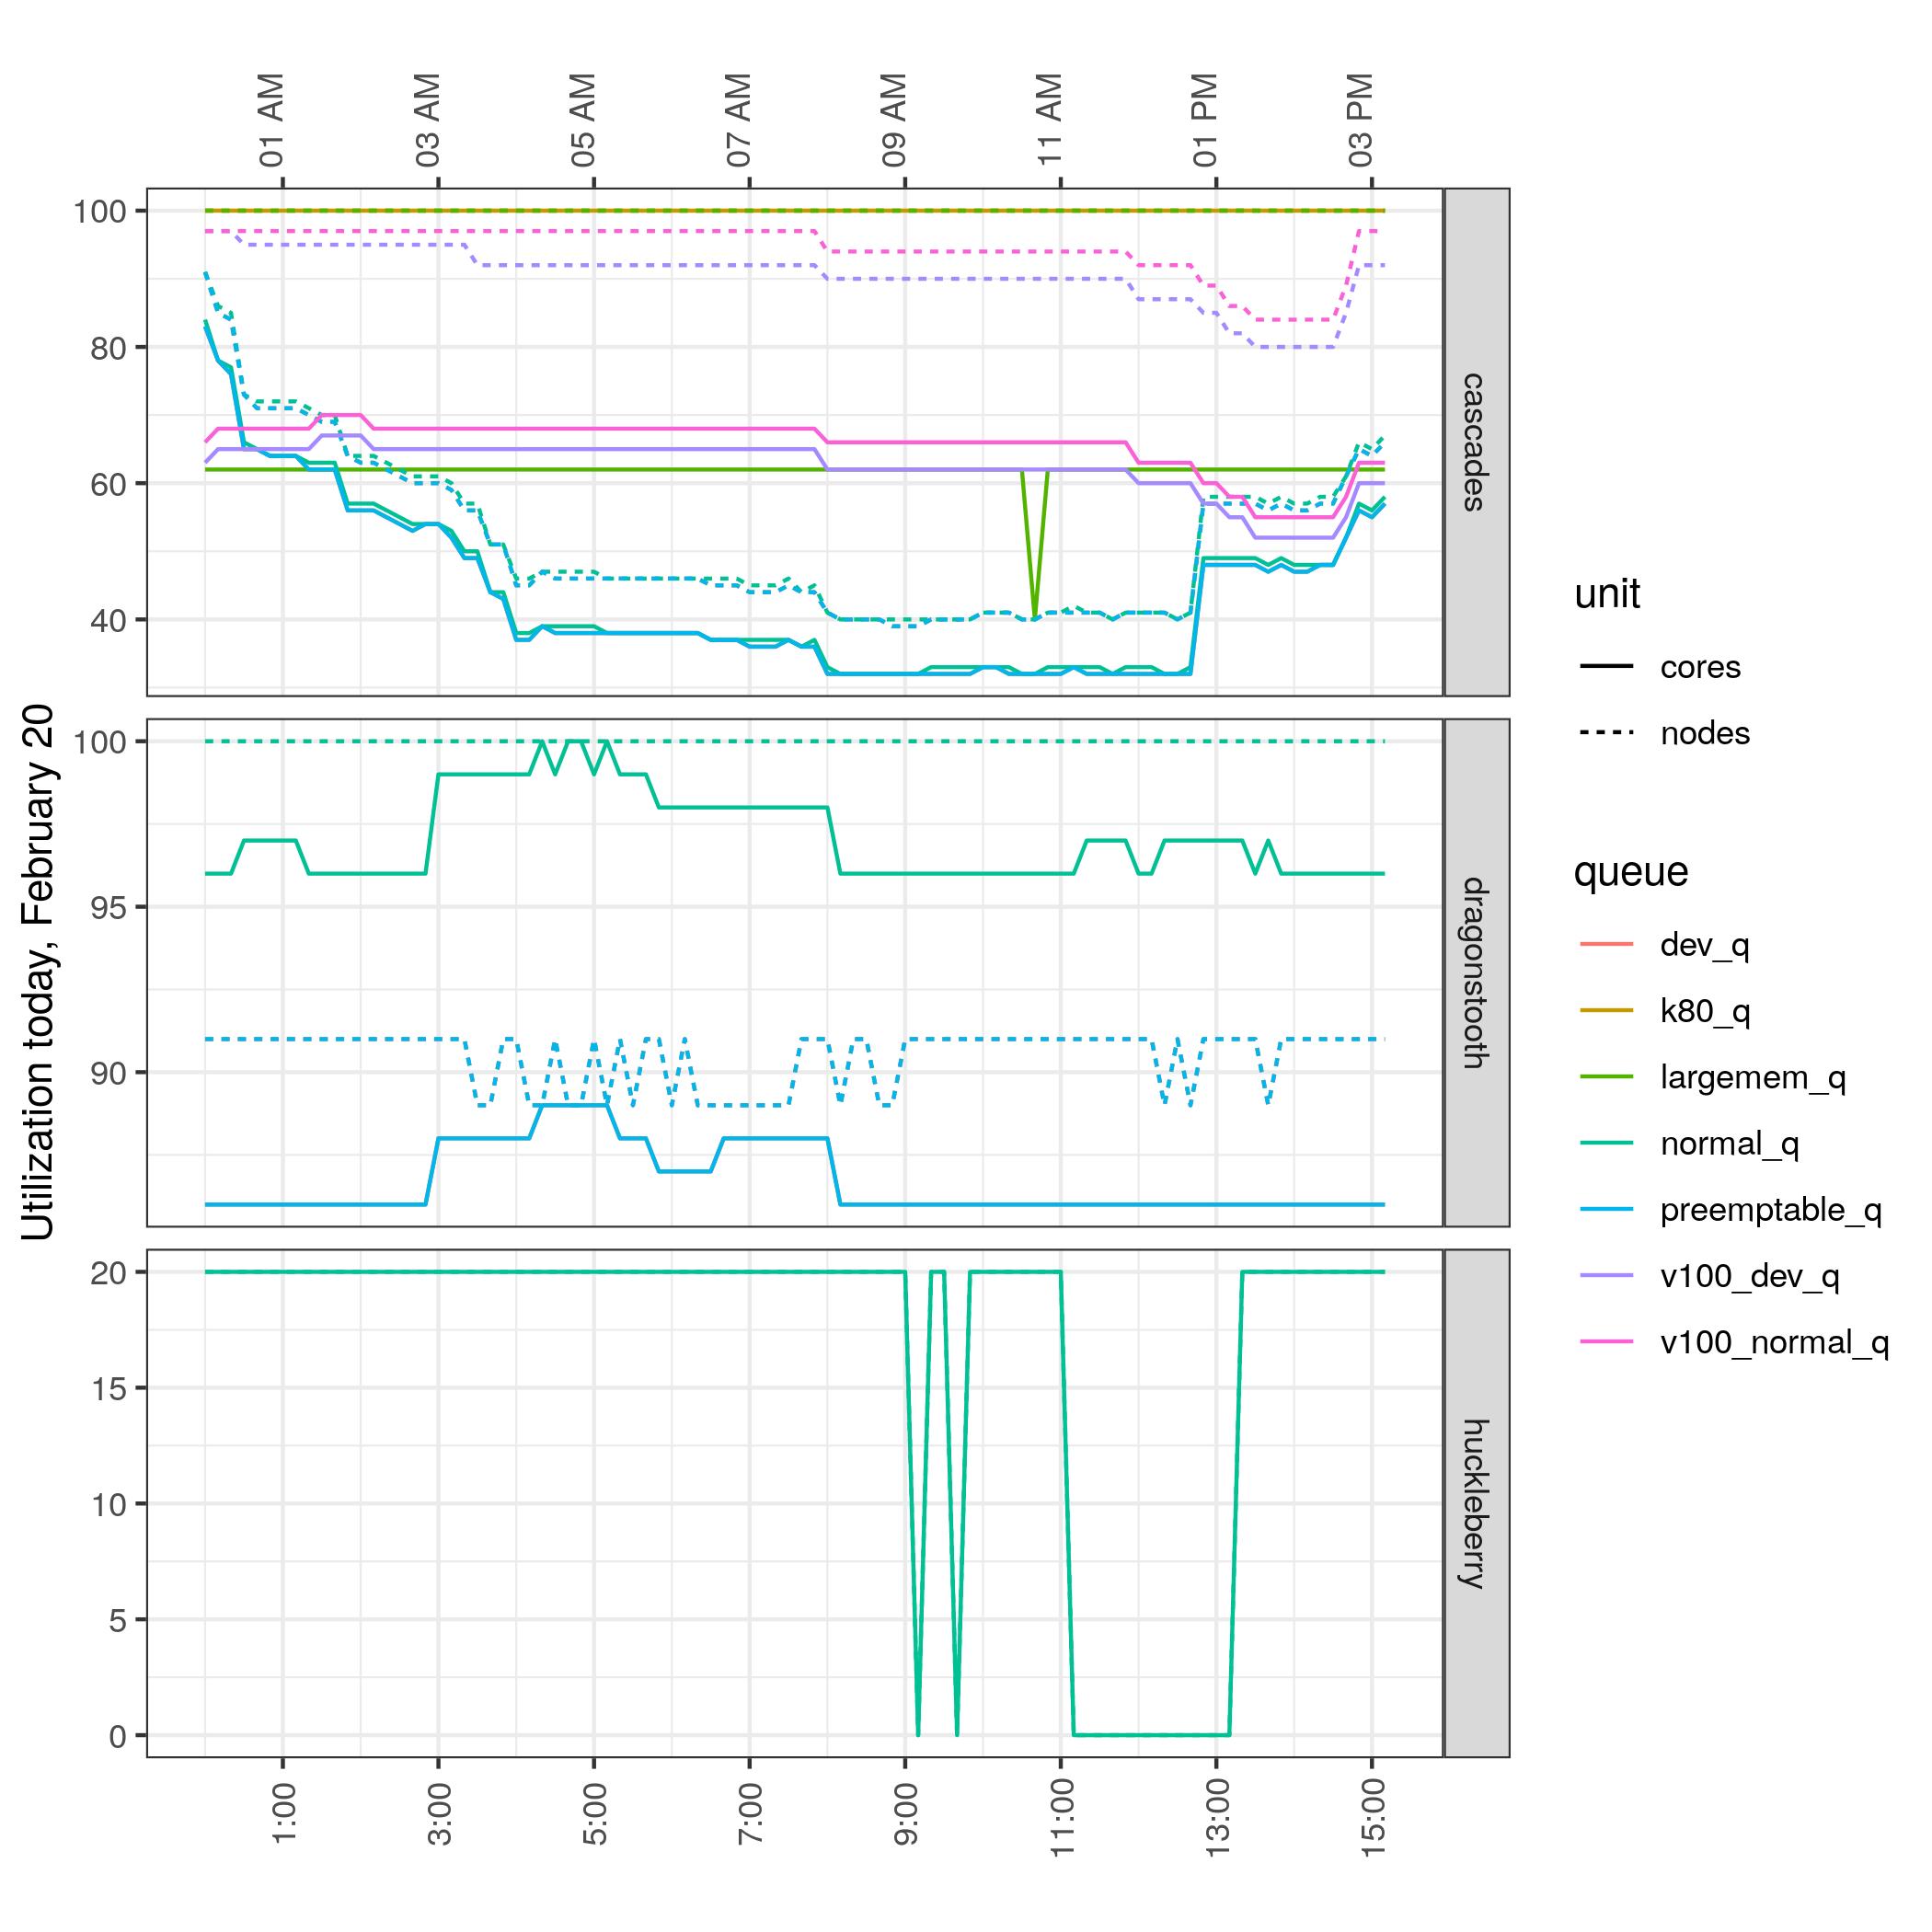 01 AM
03 AM
05 AM
07 AM
09 AM
11 AM
01 PM
03 PM
Utilization today, February 20
100
80
60
40
cascades
100
95
90
dragonstooth
20
15
10
5
0
huckleberry
1:00
3:00
5:00
7:00
9:00
11:00
13:00
15:00
unit
cores
nodes
queue
dev_q
k80_q
largemem_q
normal_q
preemptable_q
v100_dev_q
v100_normal_q